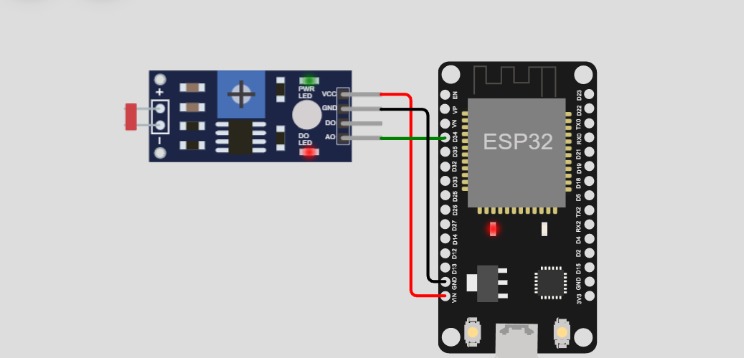 +
-
PWR
LED
DO
LED
VCC
GND
DO
AO
ESP32
EN
VP
VN
D34
D35
D32
D33
D25
D26
D27
D14
D12
D13
GND
VIN
D23
D22
TX0
RX0
D21
D19
D18
D5
TX2
RX2
D4
D2
D15
GND
3V3